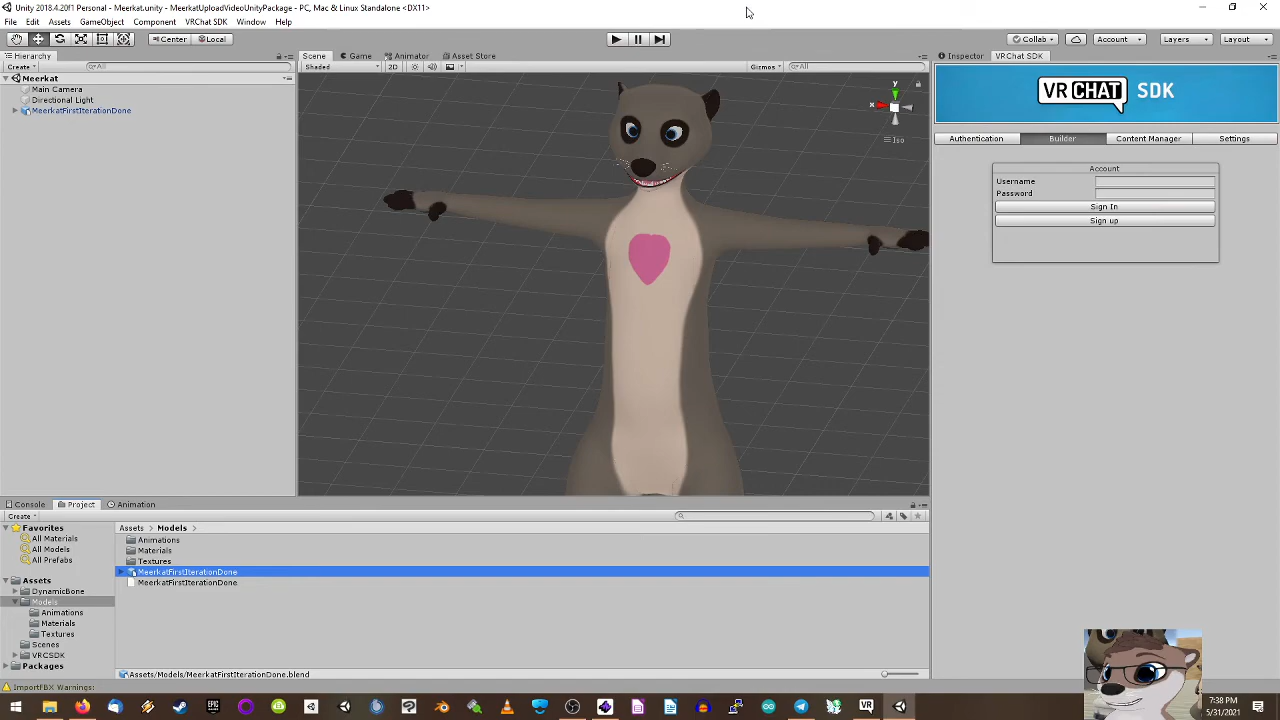 Unity 2018.4.20f1 Personal - Meerkat.unity - MeerkatUploadVideoUnityPackage - PC, Mac & Linux Standalone <DX11>
File Edit Assets GameObject Component VRChat SDK Window Help
Center Local Collab Account Layers Layout
Hierarchy Scene Game Animator Asset Store Inspector VRChat SDK
Create All Shaded 2D Gizmos All
Meerkat
Main Camera
Directional Light
MeerkatFirstIterationDone
y
x
Iso
VR CHAT SDK
Authentication Builder Content Manager Settings
Account
Username
Password
Sign In
Sign up
Console Project Animation
Create
Favorites
All Materials
All Models
All Prefabs
Assets
DynamicBone
Models
Animations
Materials
Textures
Scenes
VRCSDK
Packages
Assets > Models >
Animations
Materials
Textures
MeerkatFirstIterationDone
MeerkatFirstIterationDone
Assets/Models/MeerkatFirstIterationDone.blend
ImportFBX Warnings:
7:38 PM
5/31/2021